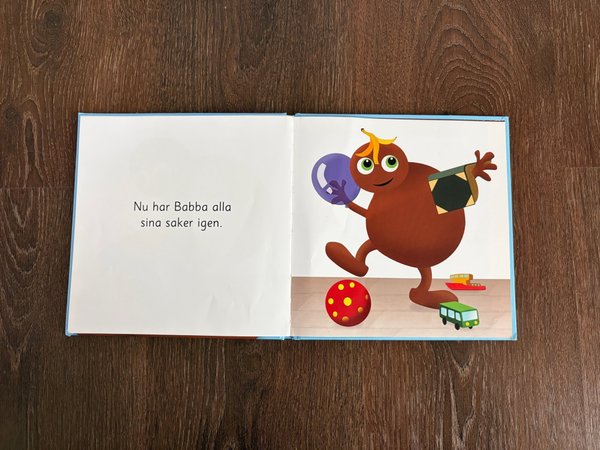 Nu har Babba alla
sina saker igen.